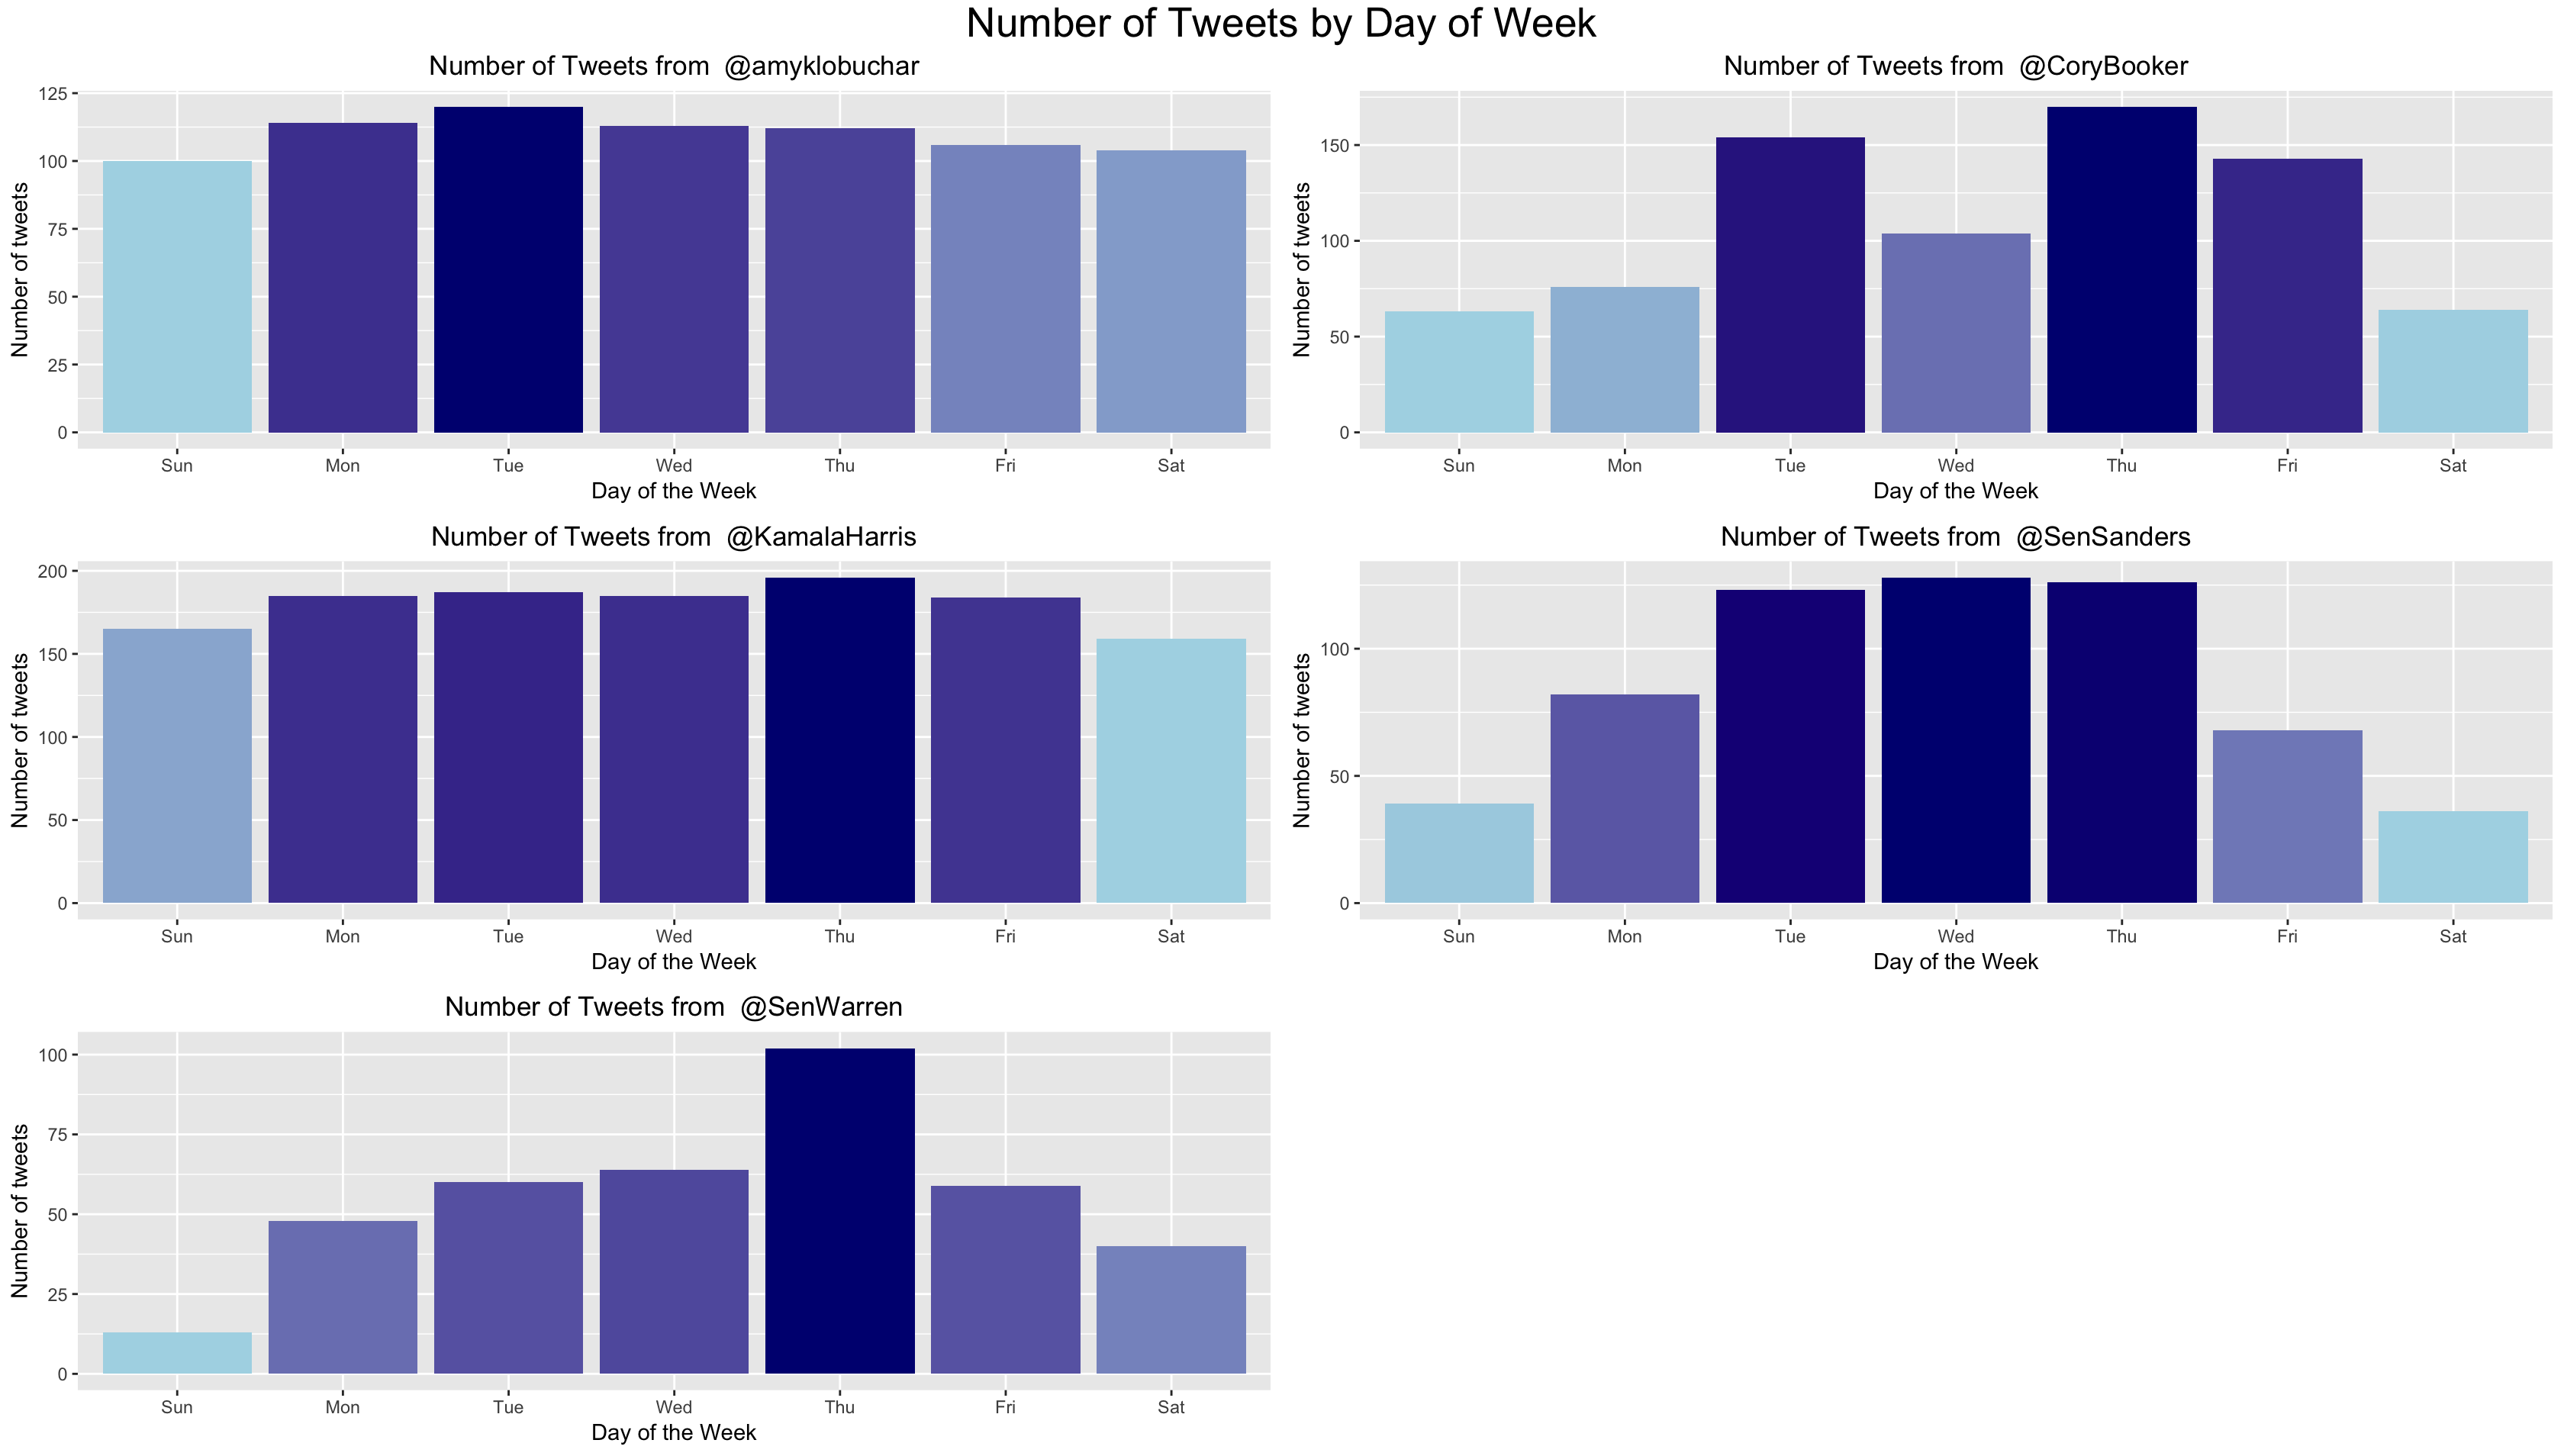 Number of Tweets by Day of Week
Number of Tweets from  @amyklobuchar
Number of tweets
125
100
75
50
25
0
Sun Mon Tue Wed Thu Fri Sat
Day of the Week
Number of Tweets from  @CoryBooker
Number of tweets
150
100
50
0
Sun Mon Tue Wed Thu Fri Sat
Day of the Week
Number of Tweets from  @KamalaHarris
Number of tweets
200
150
100
50
0
Sun Mon Tue Wed Thu Fri Sat
Day of the Week
Number of Tweets from  @SenSanders
Number of tweets
100
50
0
Sun Mon Tue Wed Thu Fri Sat
Day of the Week
Number of Tweets from  @SenWarren
Number of tweets
100
75
50
25
0
Sun Mon Tue Wed Thu Fri Sat
Day of the Week